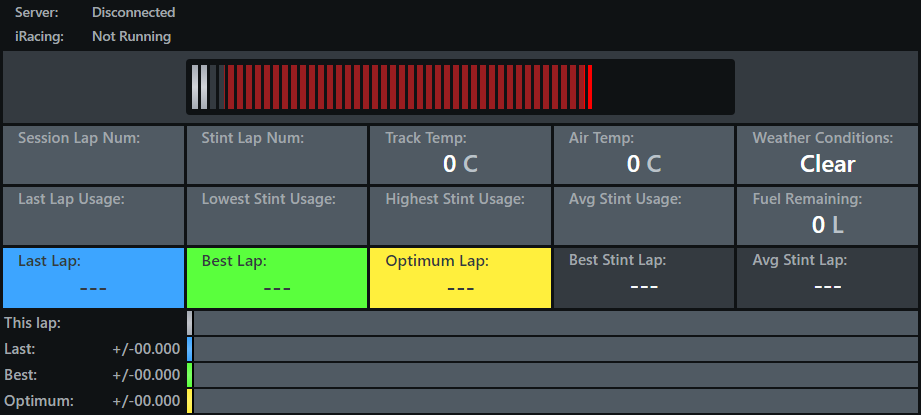 Server: Disconnected
iRacing: Not Running
Session Lap Num: Stint Lap Num: Track Temp: Air Temp: Weather Conditions:
0 C 0 C Clear
Last Lap Usage: Lowest Stint Usage: Highest Stint Usage: Avg Stint Usage: Fuel Remaining:
0 L
Last Lap: Best Lap: Optimum Lap: Best Stint Lap: Avg Stint Lap:
--- --- --- --- ---
This lap:
Last: +/-00.000
Best: +/-00.000
Optimum: +/-00.000